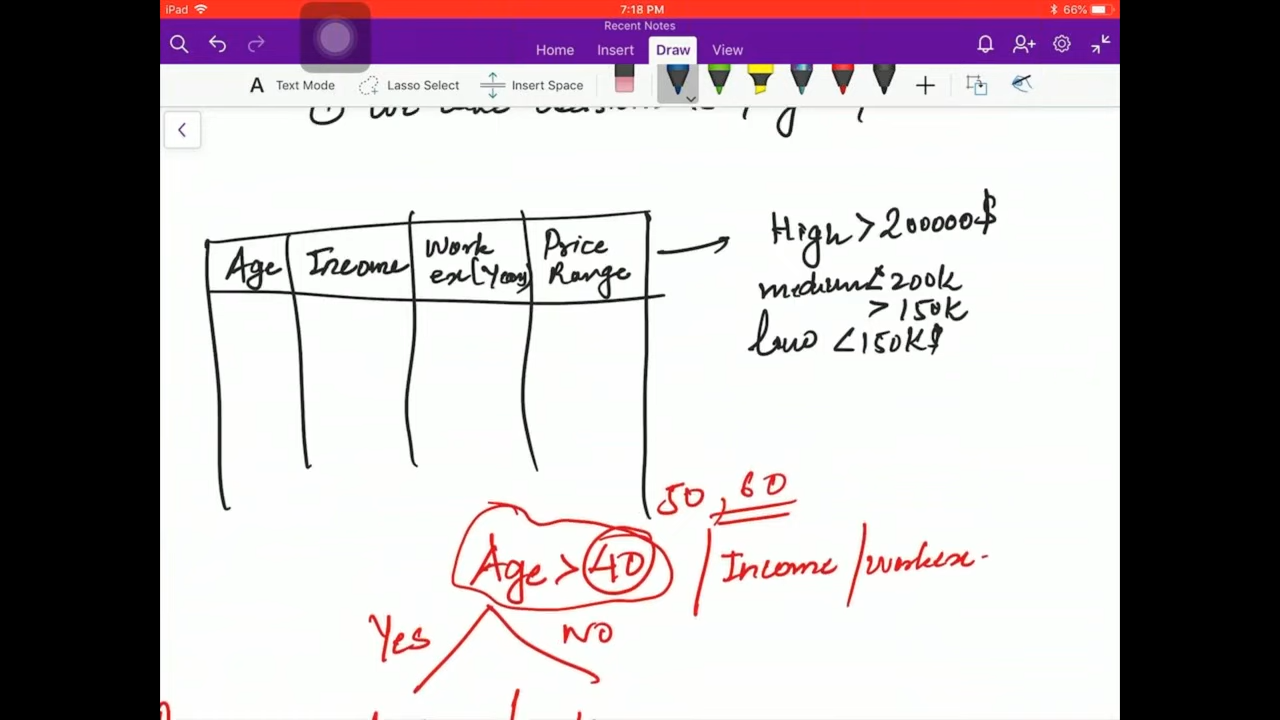 iPad 7:18 PM 66%
Recent Notes
Home Insert Draw View
A Text Mode Lasso Select Insert Space
Age Income Work ex(Years) Price Range
High > 200000$
medium < 200K
> 150K
low < 150K$
50, 60
Age > 40 / Income / workex.
Yes NO